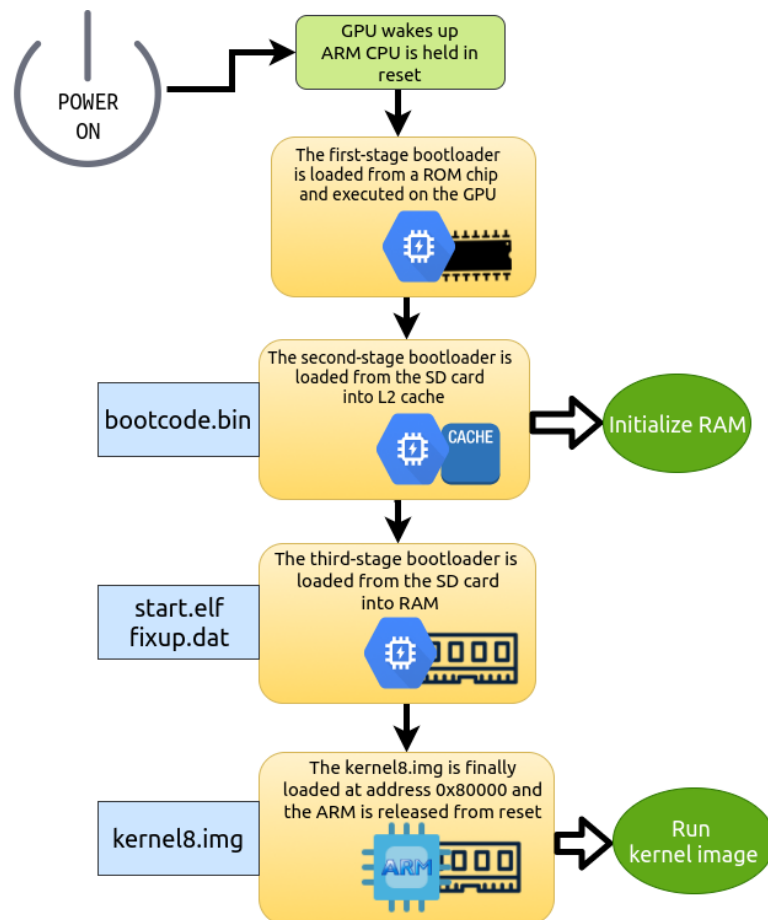 POWER
ON
GPU wakes up
ARM CPU is held in
reset
The first-stage bootloader
is loaded from a ROM chip
and executed on the GPU
The second-stage bootloader is
loaded from the SD card
into L2 cache
bootcode.bin
CACHE
Initialize RAM
The third-stage bootloader is
loaded from the SD card
into RAM
start.elf
fixup.dat
The kernel8.img is finally
loaded at address 0x80000 and
the ARM is released from reset
kernel8.img
ARM
Run
kernel image